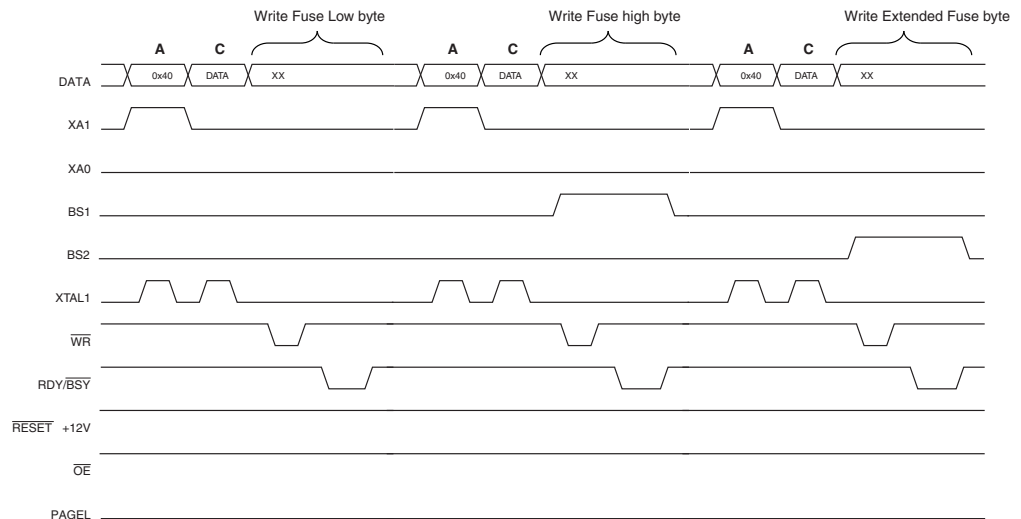 Write Fuse Low byte Write Fuse high byte Write Extended Fuse byte
A C A C A C
DATA 0x40 DATA XX 0x40 DATA XX 0x40 DATA XX
XA1
XA0
BS1
BS2
XTAL1
WR
RDY/BSY
RESET +12V
OE
PAGEL